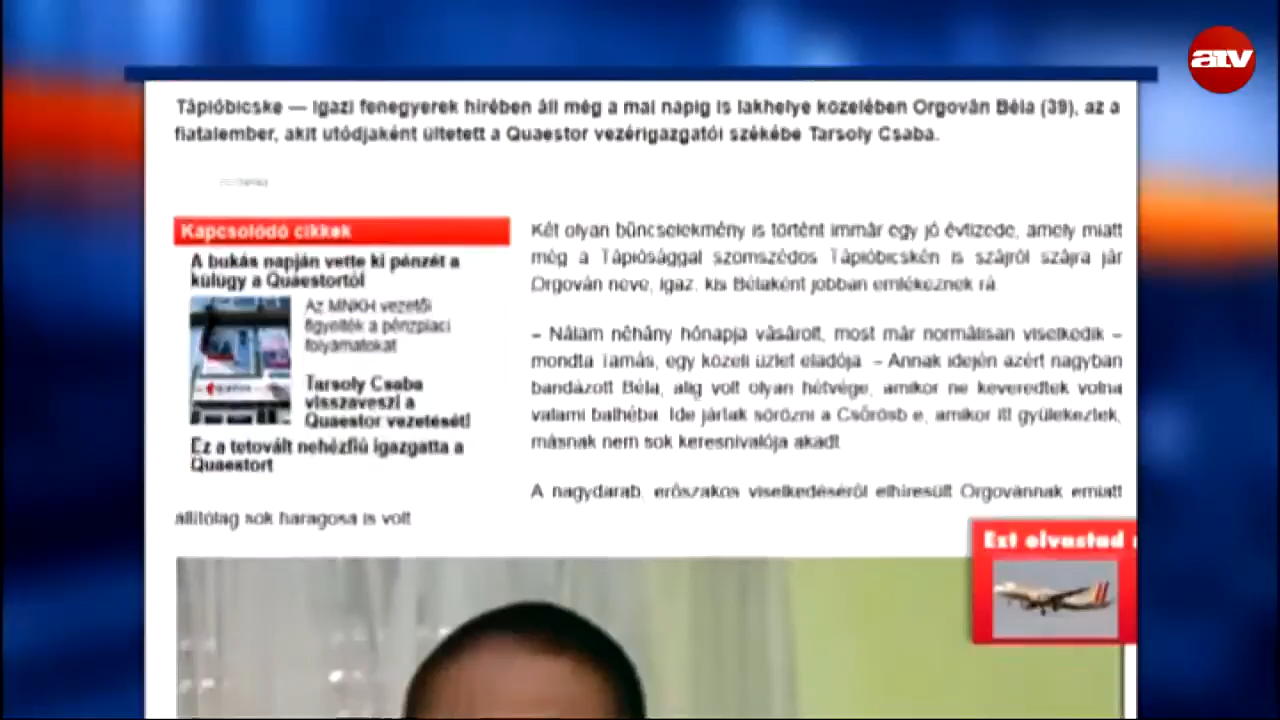 atv
Tápióbicske — Igazi fenegyerek hírében áll még a mai napig is lakhelye közelében Orgován Béla (39), az a
fiatalember, akit utódjaként ültetett a Quaestor vezérigazgatói székébe Tarsoly Csaba.
Kapcsolódó cikkek
A bukás napján vette ki pénzét a
külügy a Quaestortól
Az MNKH vezetői
figyelték a pénzpiaci
folyamatokat
Tarsoly Csaba
visszaveszi a
Quaestor vezetését!
Ez a tetovált nehézfiú igazgatta a
Quaestort
Két olyan bűncselekmény is történt immár egy jó évtizede, amely miatt
még a Tápiósággal szomszédos Tápióbicskén is szájról szájra jár
Orgován neve, igaz, kis Bélaként jobban emlékeznek rá.
– Nálam néhány hónapja vásárolt, most már normálisan viselkedik –
mondta Tamás, egy közeli üzlet eladója. – Annak idején azért nagyban
bandázott Béla, alig volt olyan hétvége, amikor ne keveredtek volna
valami balhéba. Ide jártak sörözni a Csőrösb e, amikor itt gyülekeztek,
másnak nem sok keresnivalója akadt.
A nagydarab, erőszakos viselkedéséről elhíresült Orgovánnak emiatt
állítólag sok haragosa is volt.
Ezt olvastad